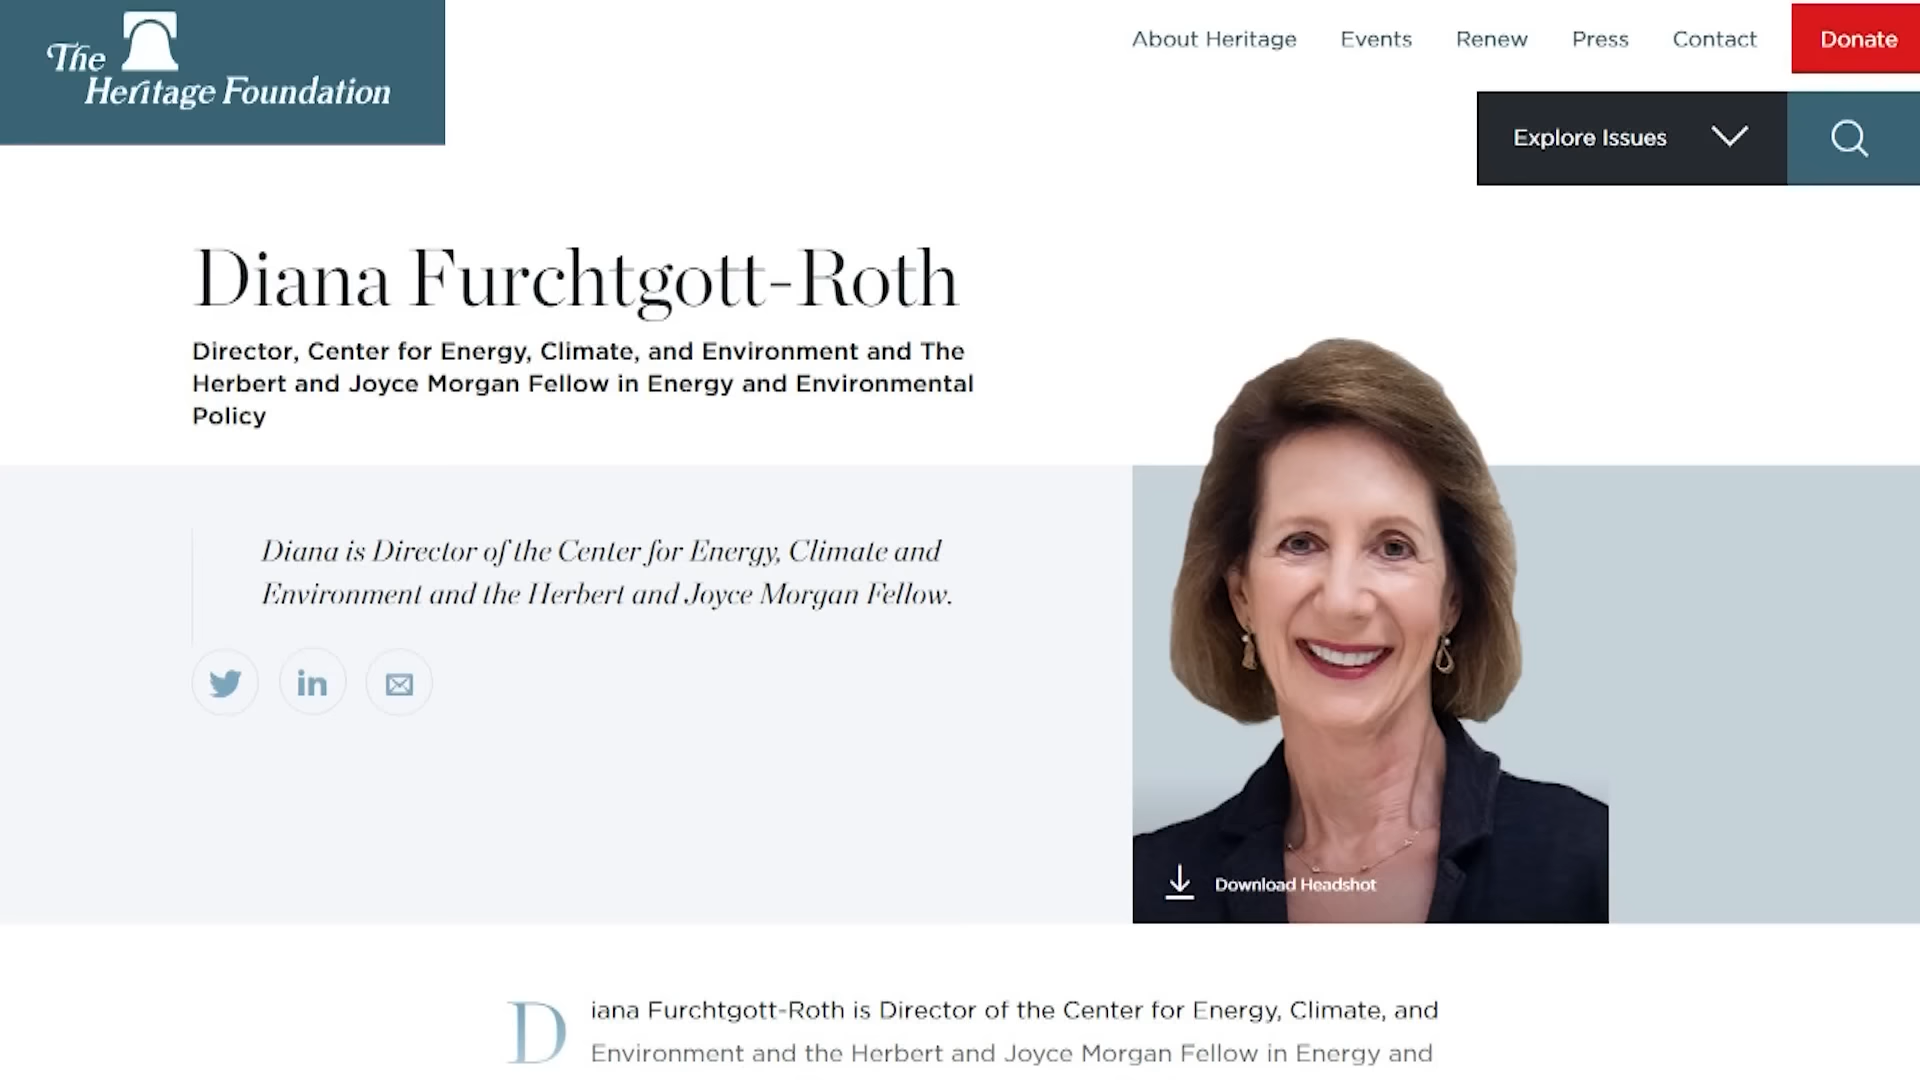 The
Heritage Foundation
About Heritage Events Renew Press Contact Donate
Explore Issues
Diana Furchtgott-Roth
Director, Center for Energy, Climate, and Environment and The
Herbert and Joyce Morgan Fellow in Energy and Environmental
Policy
Diana is Director of the Center for Energy, Climate and
Environment and the Herbert and Joyce Morgan Fellow.
in
Download Headshot
Diana Furchtgott-Roth is Director of the Center for Energy, Climate, and
Environment and the Herbert and Joyce Morgan Fellow in Energy and